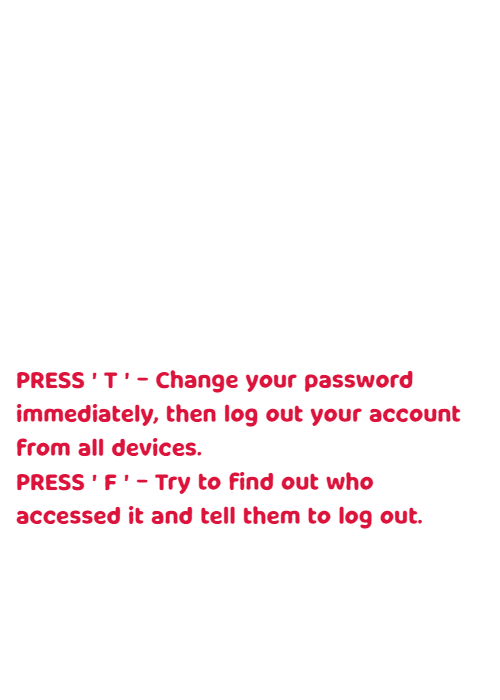 PRESS ' T ' - Change your password
immediately, then log out your account
from all devices.
PRESS ' F ' - Try to find out who
accessed it and tell them to log out.